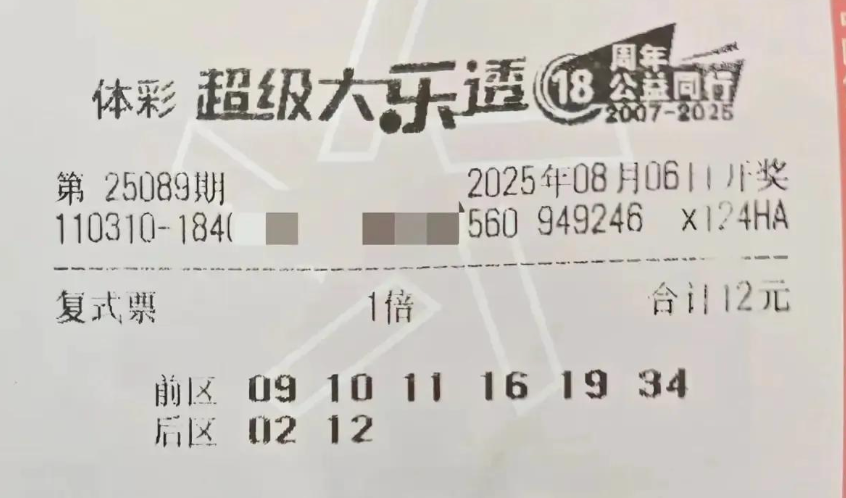 体彩 超级大乐透 18 周年 公益同行 2007-2025
第 25089期 2025年08月06日开奖
110310-184 560 949246 x124HA
复式票 1倍 合计12元
前区 09 10 11 16 19 34
后区 02 12